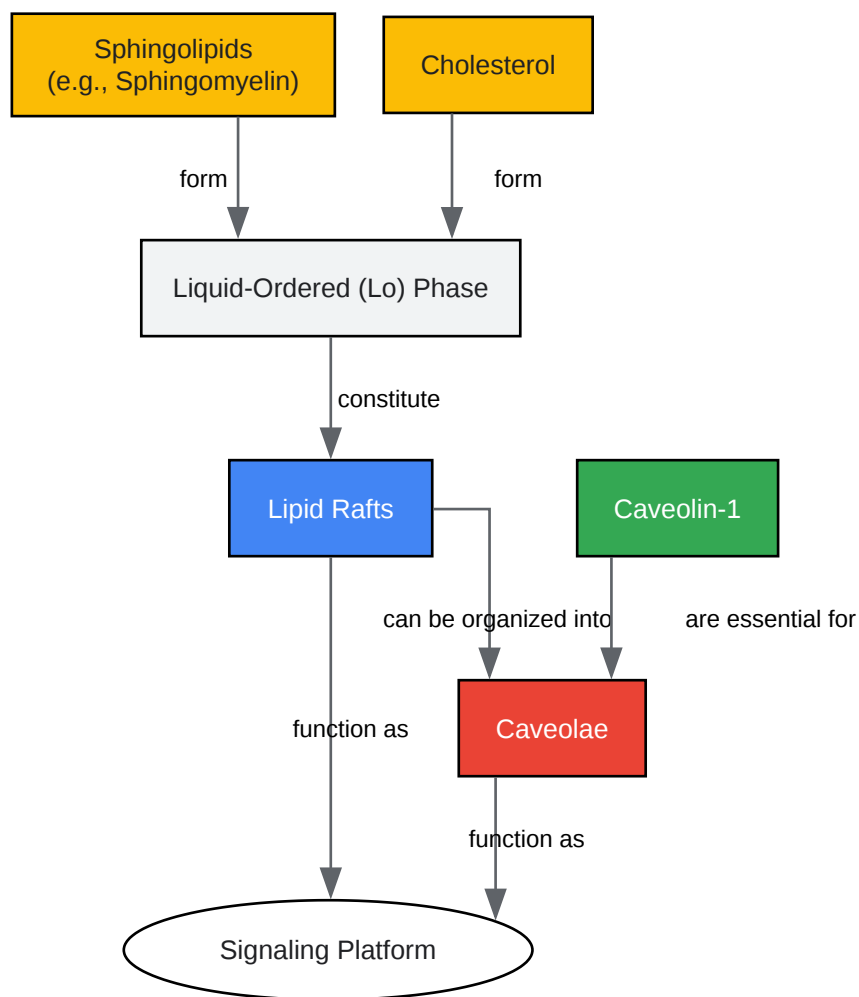 Sphingolipids
(e.g., Sphingomyelin)
Cholesterol
form
form
Liquid-Ordered (Lo) Phase
constitute
Lipid Rafts
Caveolin-1
can be organized into
are essential for
function as
Caveolae
function as
Signaling Platform